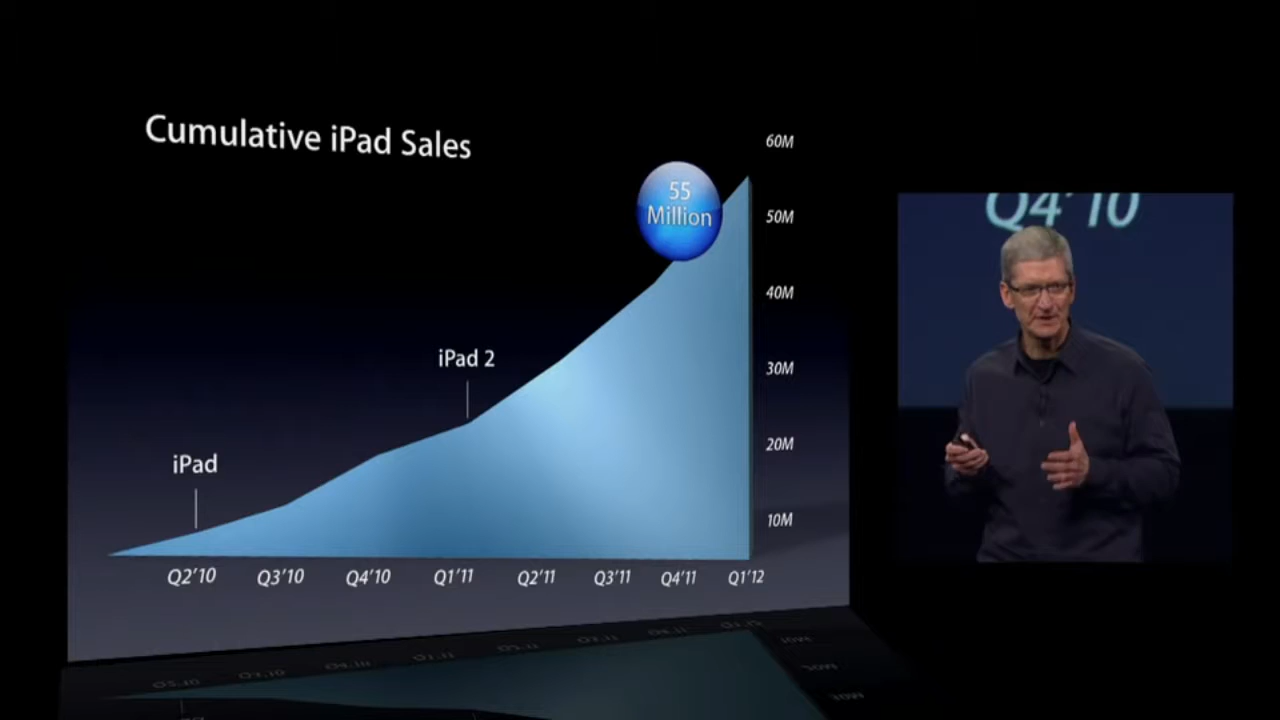 Cumulative iPad Sales
60M
55
Million
50M
40M
iPad 2
30M
iPad
20M
10M
Q2'10
Q3'10
Q4'10
Q1'11
Q2'11
Q3'11
Q4'11
Q1'12
Q4'10